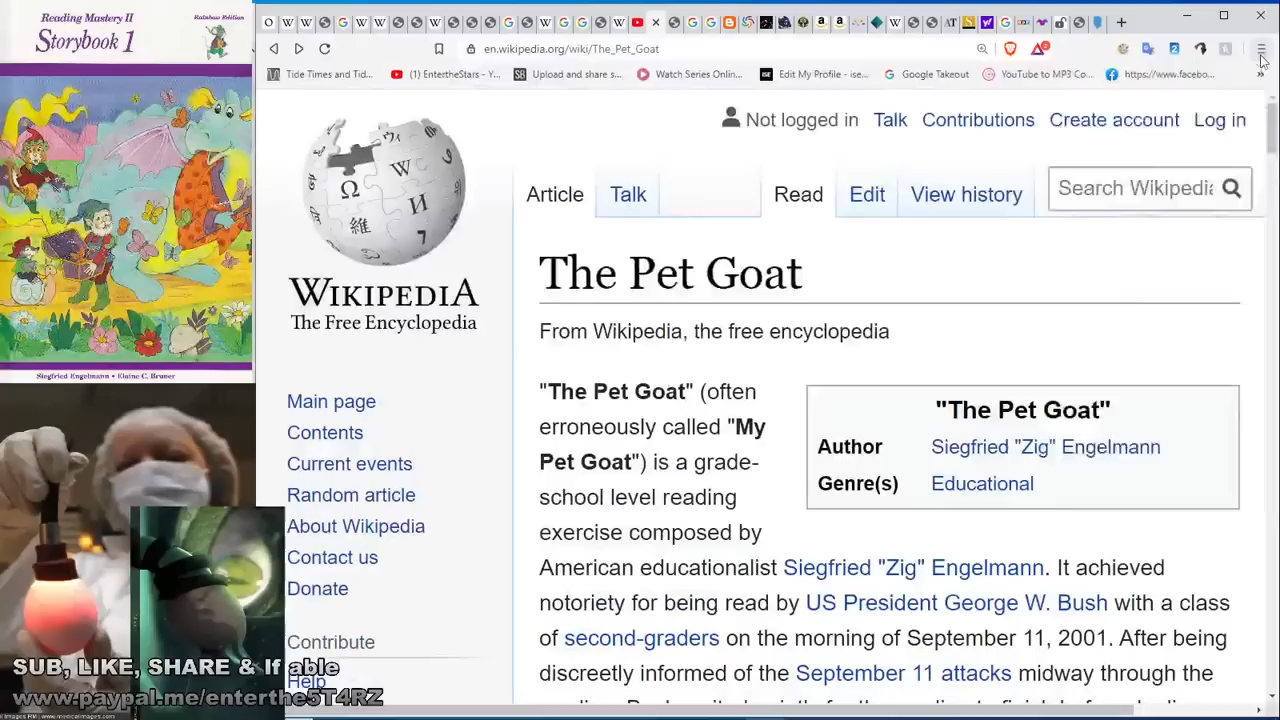 Reading Mastery II
Rainbow Edition
Storybook 1
Siegfried Engelmann • Elaine C. Bruner
SUB, LIKE, SHARE & If able
www.paypal.me/enterthe5T4RZ
en.wikipedia.org/wiki/The_Pet_Goat
Tide Times and Tid...
(1) EntertheStars - Y...
Upload and share s...
Watch Series Online...
Edit My Profile - ise...
Google Takeout
YouTube to MP3 Co...
https://www.facebo...
Not logged in
Talk
Contributions
Create account
Log in
Article
Talk
Read
Edit
View history
Search Wikipedia
WIKIPEDIA
The Free Encyclopedia
Main page
Contents
Current events
Random article
About Wikipedia
Contact us
Donate
Contribute
Help
The Pet Goat
From Wikipedia, the free encyclopedia
"The Pet Goat" (often
erroneously called "My
Pet Goat") is a grade-
school level reading
exercise composed by
American educationalist Siegfried "Zig" Engelmann. It achieved
notoriety for being read by US President George W. Bush with a class
of second-graders on the morning of September 11, 2001. After being
discreetly informed of the September 11 attacks midway through the
"The Pet Goat"
Author Siegfried "Zig" Engelmann
Genre(s) Educational